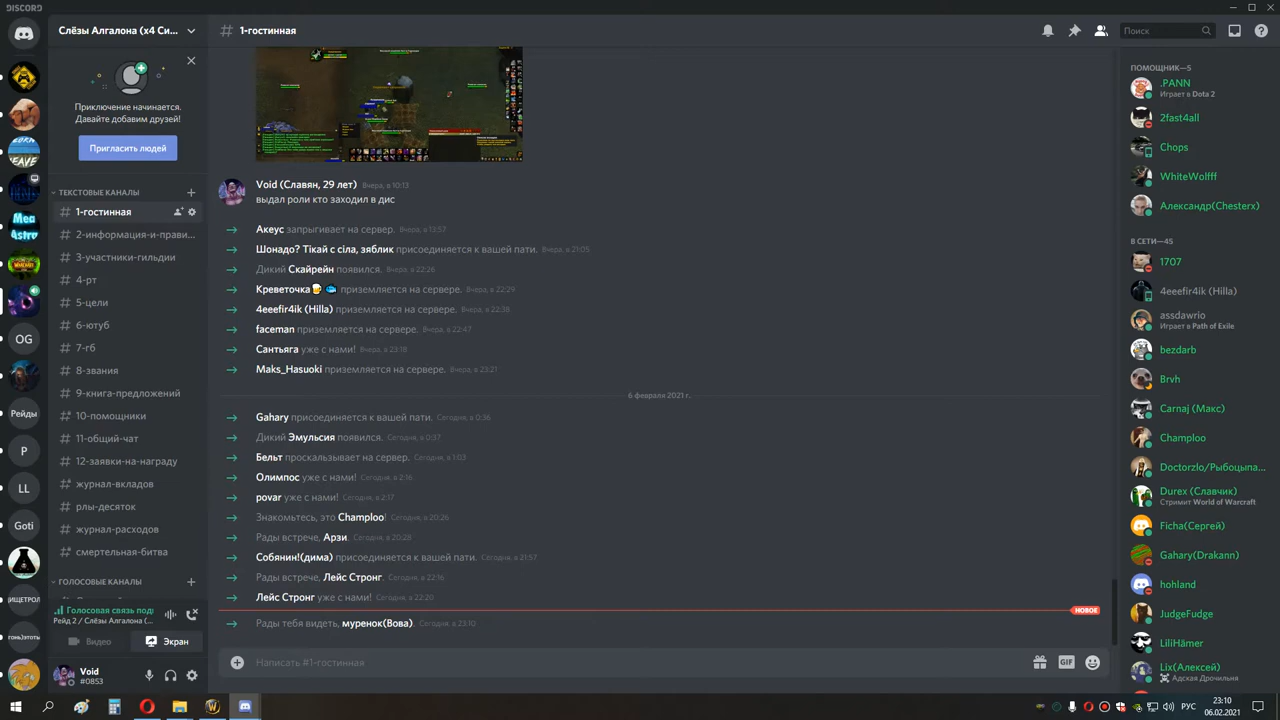 DISCORD
Слёзы Алгалона (x4 Си...
1-гостинная
Поиск
Приключение начинается.
Давайте добавим друзей!
Пригласить людей
ТЕКСТОВЫЕ КАНАЛЫ
1-гостинная
2-информация-и-прави...
3-участники-гильдии
4-рт
5-цели
6-ютуб
7-гб
8-звания
9-книга-предложений
10-помощники
11-общий-чат
12-заявки-на-награду
журнал-вкладов
рлы-десяток
журнал-расходов
смертельная-битва
ГОЛОСОВЫЕ КАНАЛЫ
Голосовая связь под
Рейд 2 / Слёзы Алгалона (...
Видео
Экран
Void
#0853
EAVE
Mea
Astro
OG
Рейды
P
LL
Goti
ИЩЕТРОЛ
Void (Славян, 29 лет) Вчера, в 10:13
выдал роли кто заходил в дис
Акеус запрыгивает на сервер. Вчера, в 13:57
Шонадо? Тікай с сіла, зяблик присоединяется к вашей пати. Вчера, в 21:05
Дикий Скайрейн появился. Вчера, в 22:26
Креветочка🍺 🐟 приземляется на сервере. Вчера, в 22:29
4eeefir4ik (Hilla) приземляется на сервере. Вчера, в 22:38
faceman приземляется на сервере. Вчера, в 22:47
Сантьяга уже с нами! Вчера, в 23:18
Maks_Hasuoki приземляется на сервере. Вчера, в 23:21
6 февраля 2021 г.
Gahary присоединяется к вашей пати. Сегодня, в 0:36
Дикий Эмульсия появился. Сегодня, в 0:37
Бельт проскальзывает на сервер. Сегодня, в 1:03
Олимпос уже с нами! Сегодня, в 2:16
povar уже с нами! Сегодня, в 2:17
Знакомьтесь, это Champloo! Сегодня, в 20:26
Рады встрече, Арзи. Сегодня, в 20:28
Собянин!(дима) присоединяется к вашей пати. Сегодня, в 21:57
Рады встрече, Лейс Стронг. Сегодня, в 22:16
Лейс Стронг уже с нами! Сегодня, в 22:20
НОВОЕ
Рады тебя видеть, муренок(Вова). Сегодня, в 23:10
Написать #1-гостинная
GIF
ПОМОЩНИК—5
.PANN
Играет в Dota 2
2fast4all
Chops
WhiteWolfff
Александр(Chesterx)
В СЕТИ—45
1707
4eeefir4ik (Hilla)
assdawrio
Играет в Path of Exile
bezdarb
Brvh
Carnaj (Макс)
Champloo
Doctorzlo/Рыбоцыпа...
Durex (Славчик)
Стримит World of Warcraft
Ficha(Сергей)
Gahary(Drakann)
hohland
JudgeFudge
LiliHämer
Lix(Алексей)
Адская Дрочильня
РУС
23:10
06.02.2021